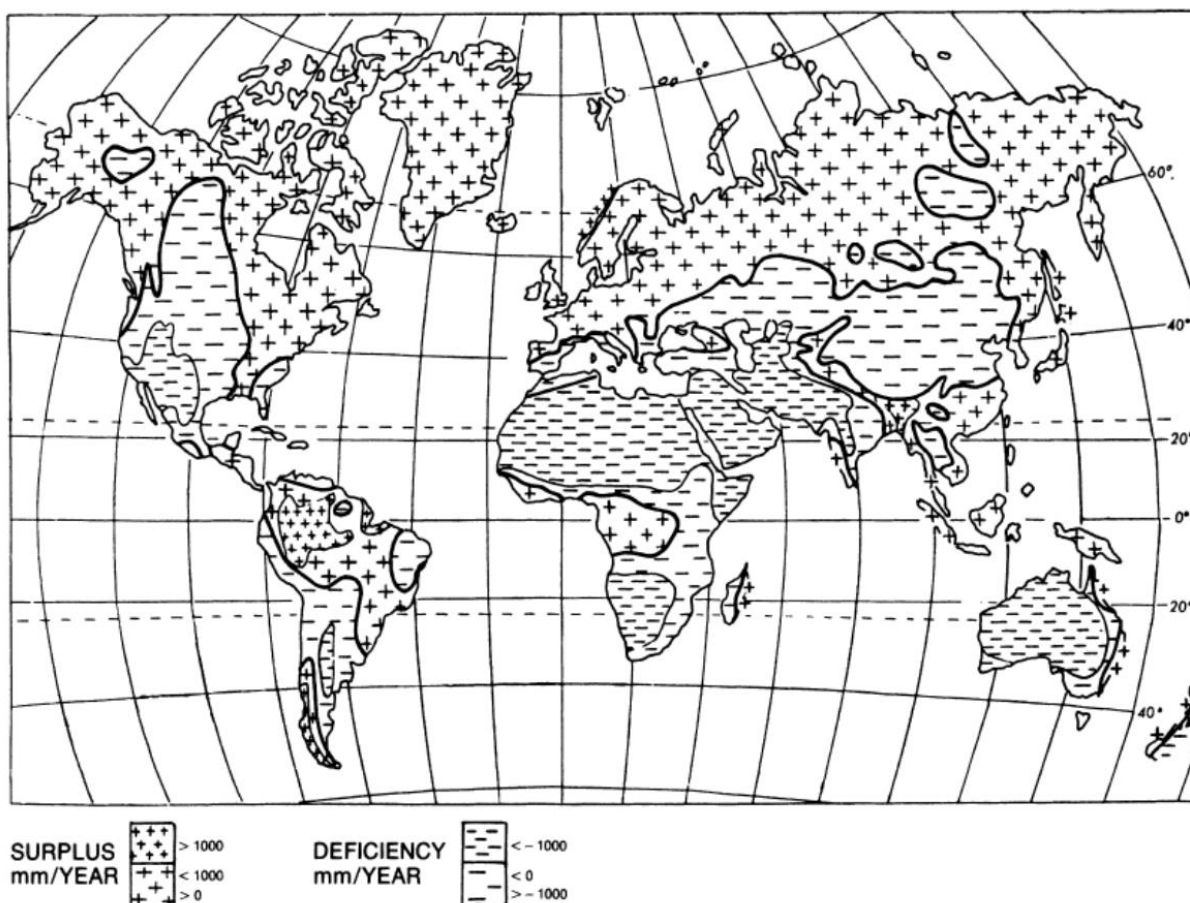 60°
40°
20°
0°
20°
40°
SURPLUS
mm/YEAR
> 1000
< 1000
> 0
DEFICIENCY
mm/YEAR
< – 1000
< 0
> – 1000